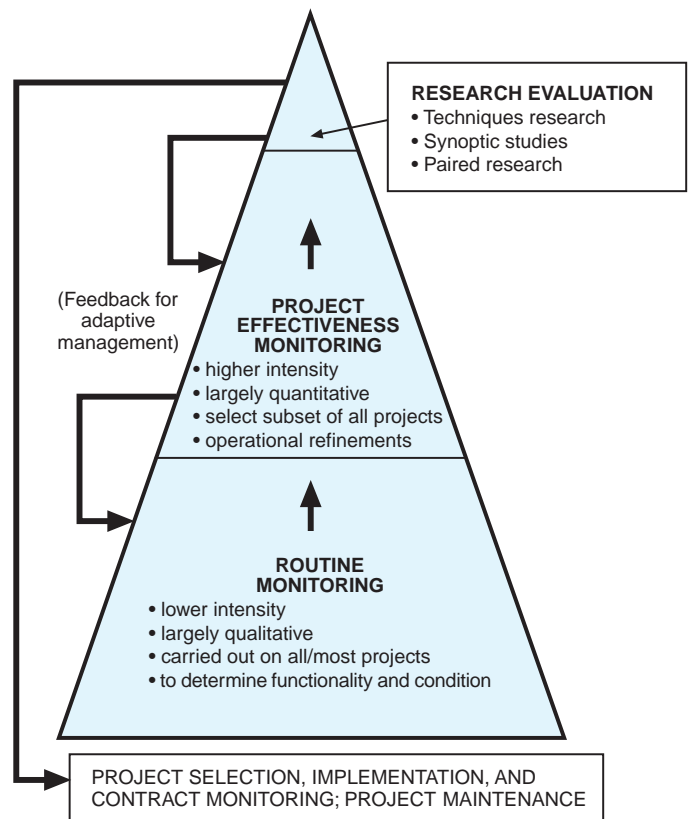 RESEARCH EVALUATION
• Techniques research
• Synoptic studies
• Paired research
(Feedback for
adaptive
management)
PROJECT
EFFECTIVENESS
MONITORING
• higher intensity
• largely quantitative
• select subset of all projects
• operational refinements
ROUTINE
MONITORING
• lower intensity
• largely qualitative
• carried out on all/most projects
• to determine functionality and condition
PROJECT SELECTION, IMPLEMENTATION, AND
CONTRACT MONITORING; PROJECT MAINTENANCE